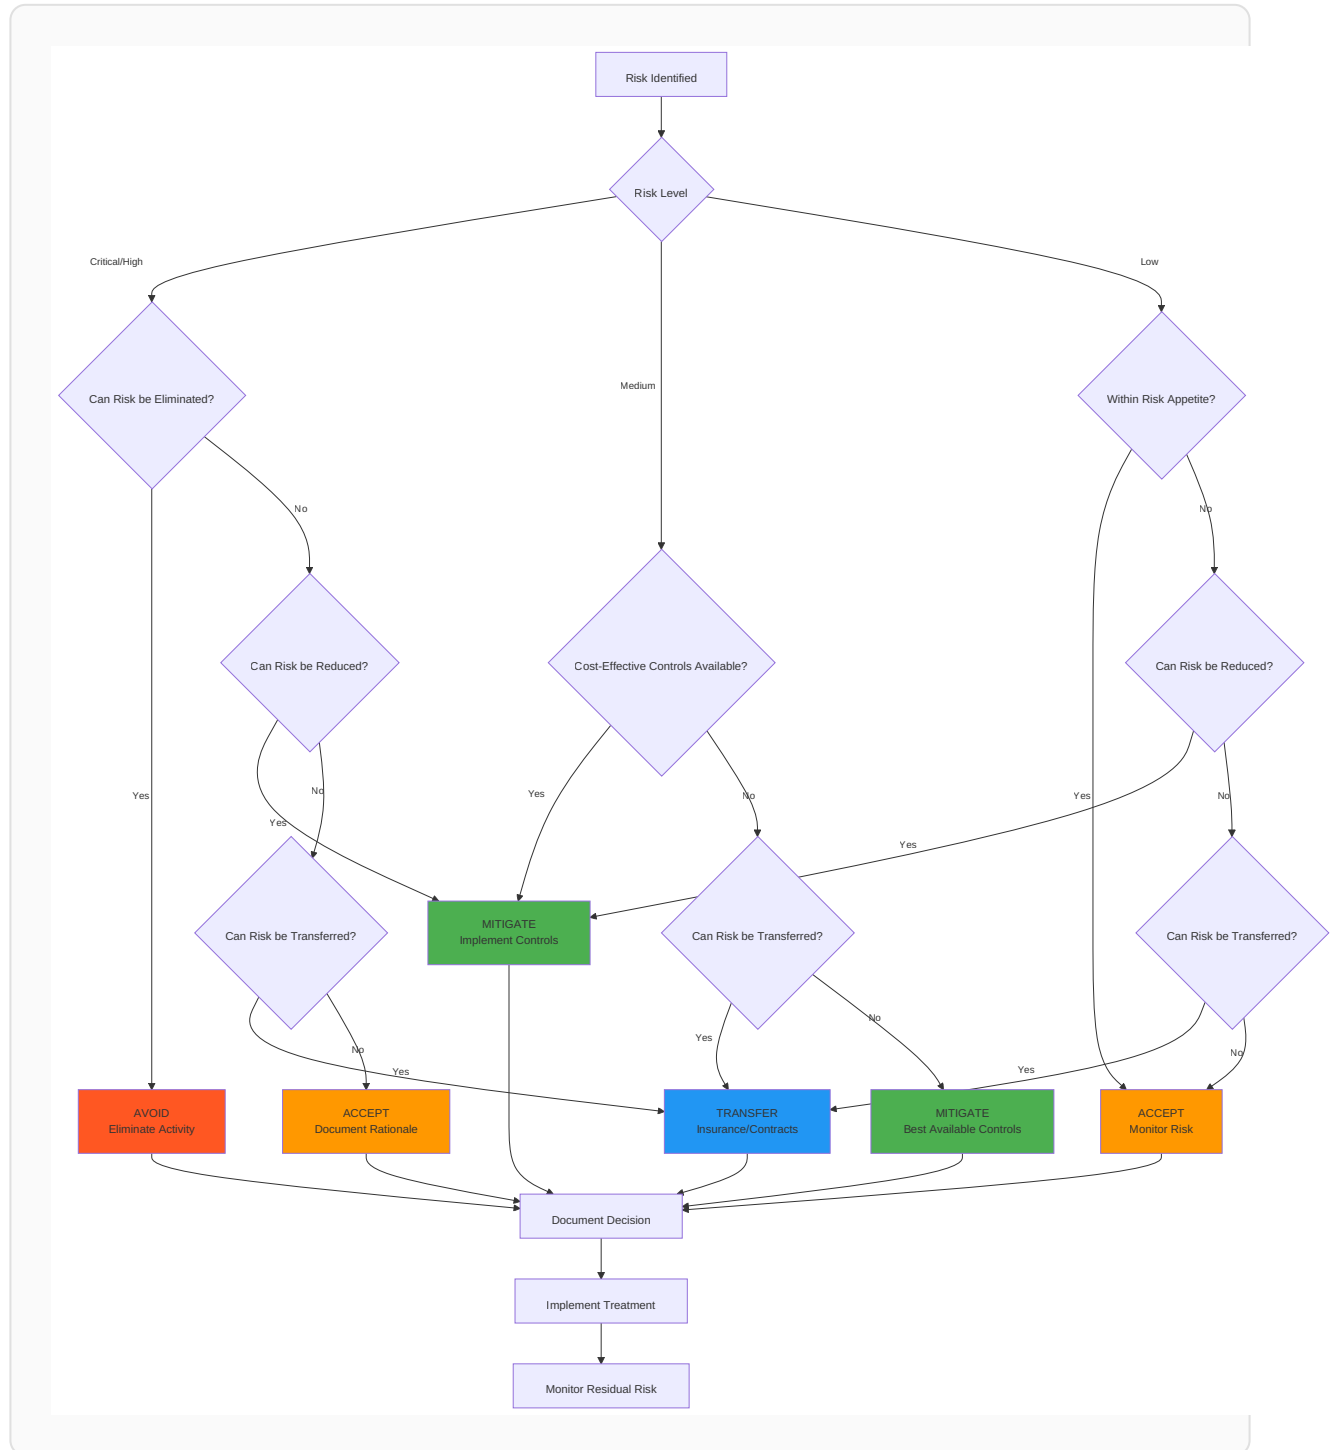 Risk Identified
Risk Level
Critical/High
Low
Medium
Can Risk be Eliminated?
Within Risk Appetite?
No
No
Can Risk be Reduced?
Cost-Effective Controls Available?
Can Risk be Reduced?
Yes
No
Yes
No
Yes
No
Yes
Yes
Yes
Can Risk be Transferred?
MITIGATE
Implement Controls
Can Risk be Transferred?
Can Risk be Transferred?
No
Yes
Yes
No
Yes
No
AVOID
Eliminate Activity
ACCEPT
Document Rationale
TRANSFER
Insurance/Contracts
MITIGATE
Best Available Controls
ACCEPT
Monitor Risk
Document Decision
Implement Treatment
Monitor Residual Risk